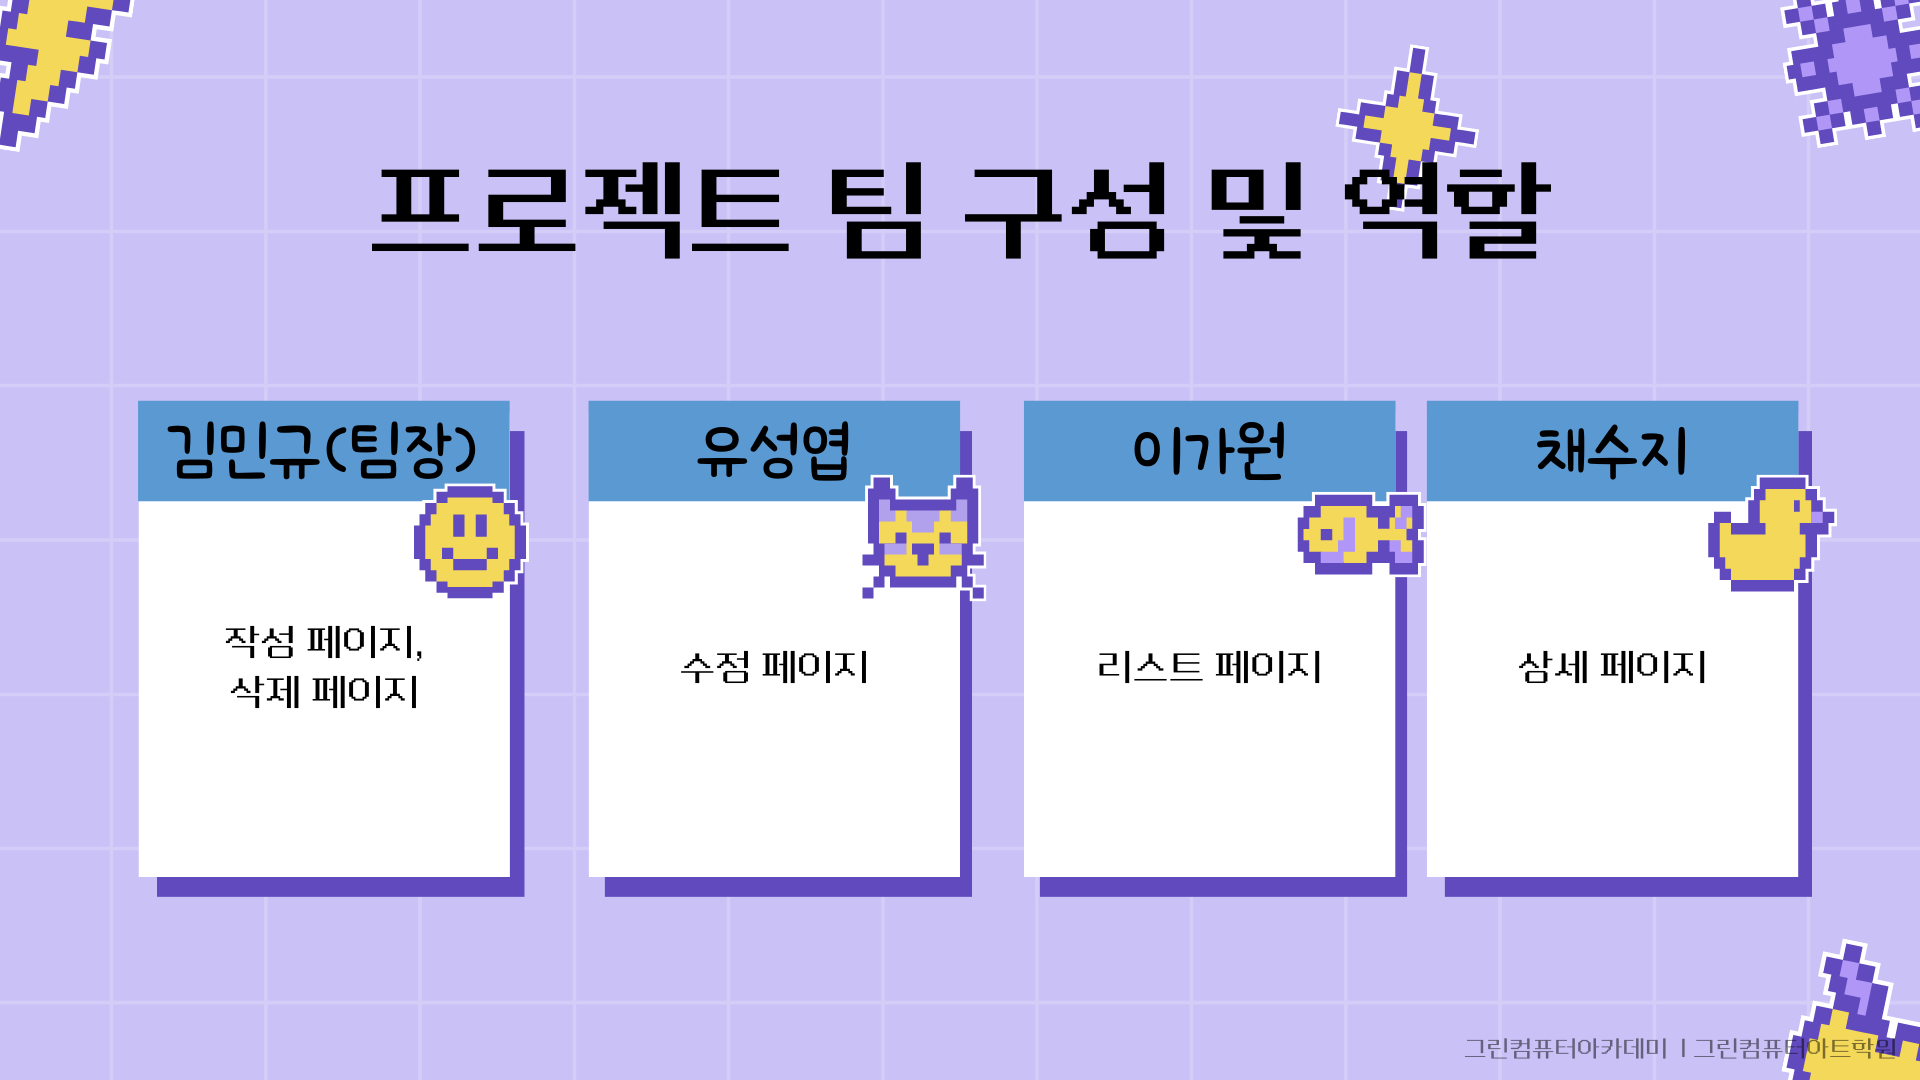 프로젝트 팀 구성 및 역할
김민규(팀장)
작섬 페이지,
삭제 페이지
유성엽
수점 페이지
이가원
리스트 페이지
채수지
상세 페이지
그린컴퓨터아카데미 | 그린컴퓨터아트학원